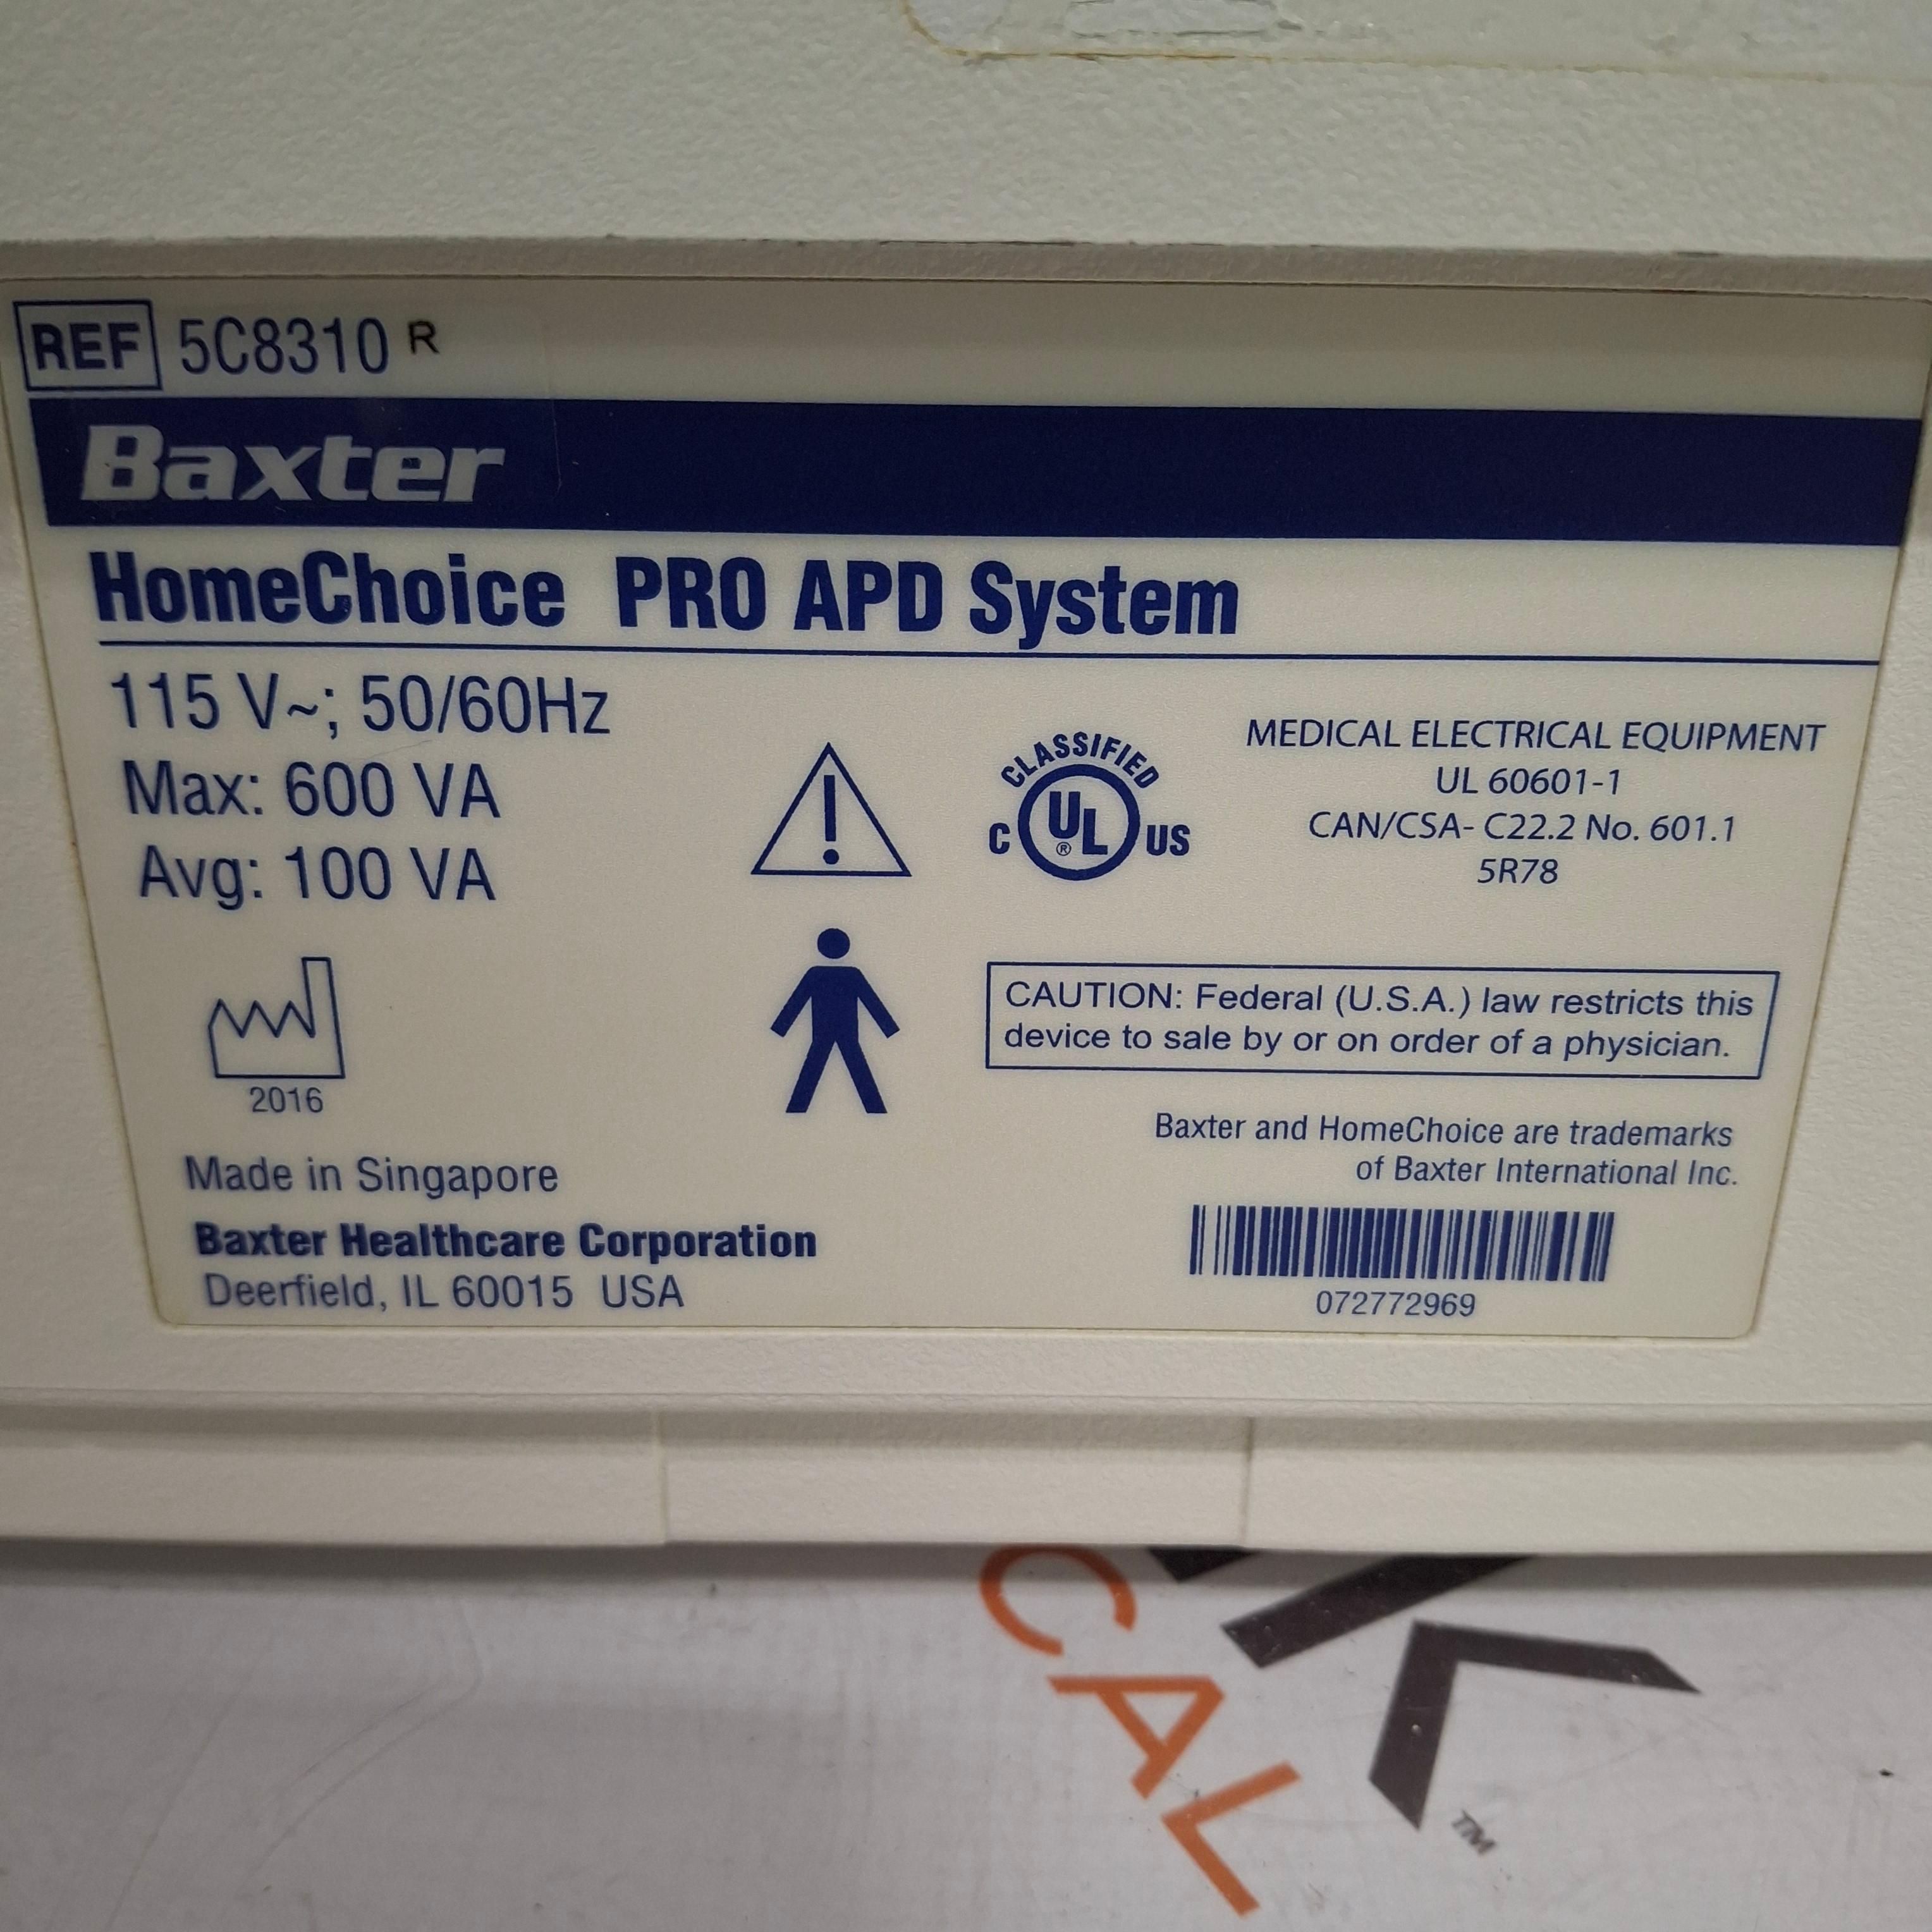 REF 5C8310 R
Baxter
HomeChoice PRO APD System
115 V~; 50/60Hz
Max: 600 VA
Avg: 100 VA
CLASSIFIED
C UL® US
MEDICAL ELECTRICAL EQUIPMENT
UL 60601-1
CAN/CSA- C22.2 No. 601.1
5R78
2016
CAUTION: Federal (U.S.A.) law restricts this
device to sale by or on order of a physician.
Made in Singapore
Baxter Healthcare Corporation
Deerfield, IL 60015 USA
Baxter and HomeChoice are trademarks
of Baxter International Inc.
072772969
K™
CAL